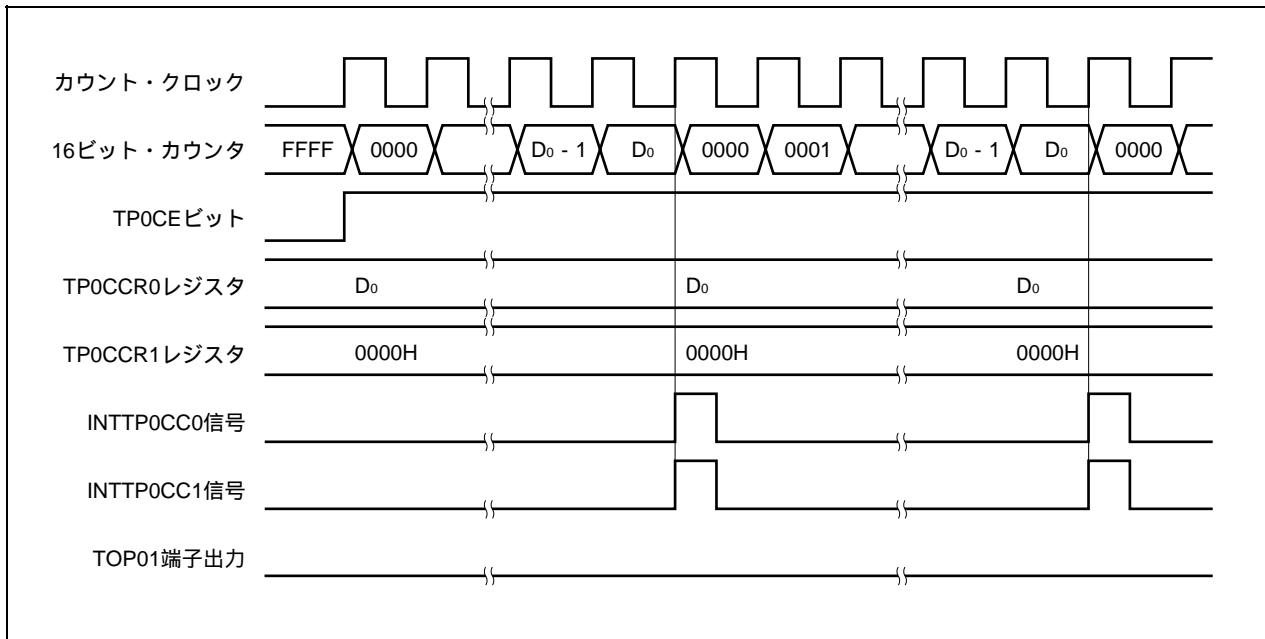 カウント・クロック
16ビット・カウンタ FFFF 0000 D0 - 1 D0 0000 0001 D0 - 1 D0 0000
TP0CEビット
TP0CCR0レジスタ D0 D0 D0
TP0CCR1レジスタ 0000H 0000H 0000H
INTTP0CC0信号
INTTP0CC1信号
TOP01端子出力